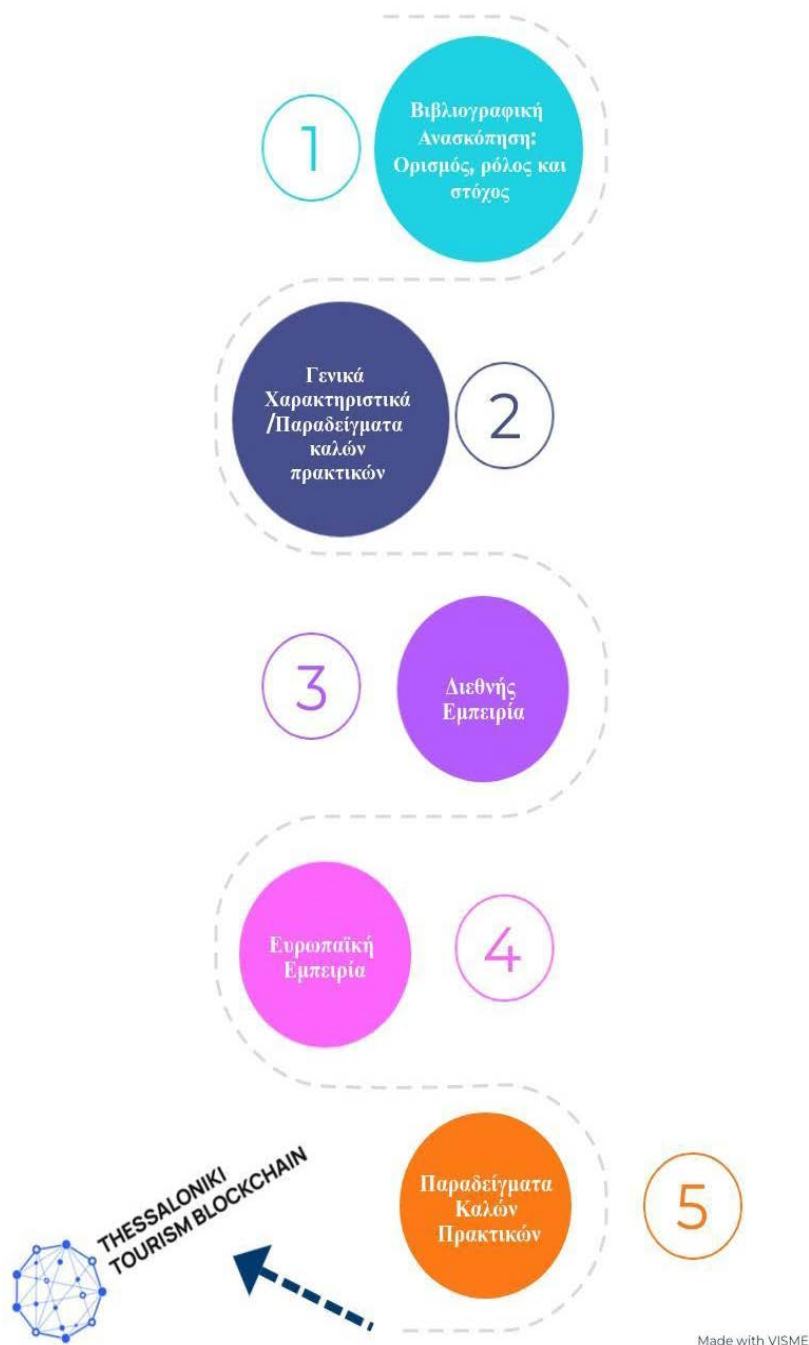 1
Βιβλιογραφική
Ανασκόπηση:
Ορισμός, ρόλος και
στόχος
Γενικά
Χαρακτηριστικά
/Παραδείγματα
καλών
πρακτικών
2
3
Διεθνής
Εμπειρία
Ευρωπαϊκή
Εμπειρία
4
Παραδείγματα
Καλών
Πρακτικών
5
THESSALONIKI
TOURISM BLOCKCHAIN
Made with VISME